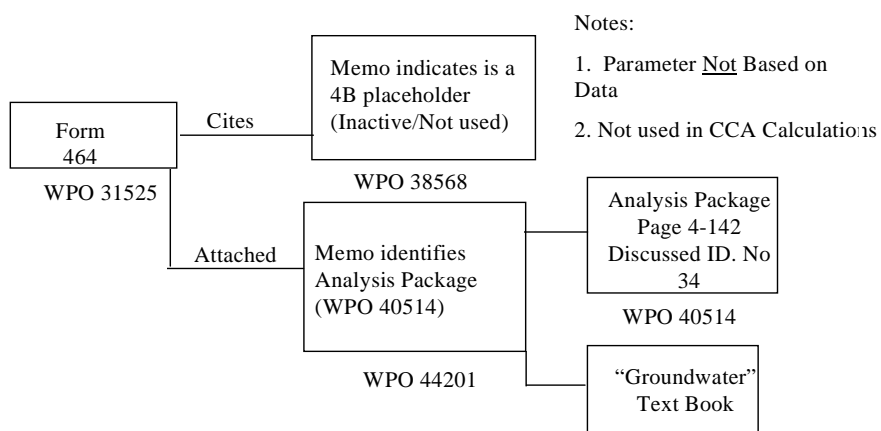 Notes:
1. Parameter Not Based on
Data
2. Not used in CCA Calculations
Memo indicates is a
4B placeholder
(Inactive/Not used)
WPO 38568
Form
464
WPO 31525
Cites
Attached
Memo identifies
Analysis Package
(WPO 40514)
WPO 44201
Analysis Package
Page 4-142
Discussed ID. No
34
WPO 40514
“Groundwater”
Text Book